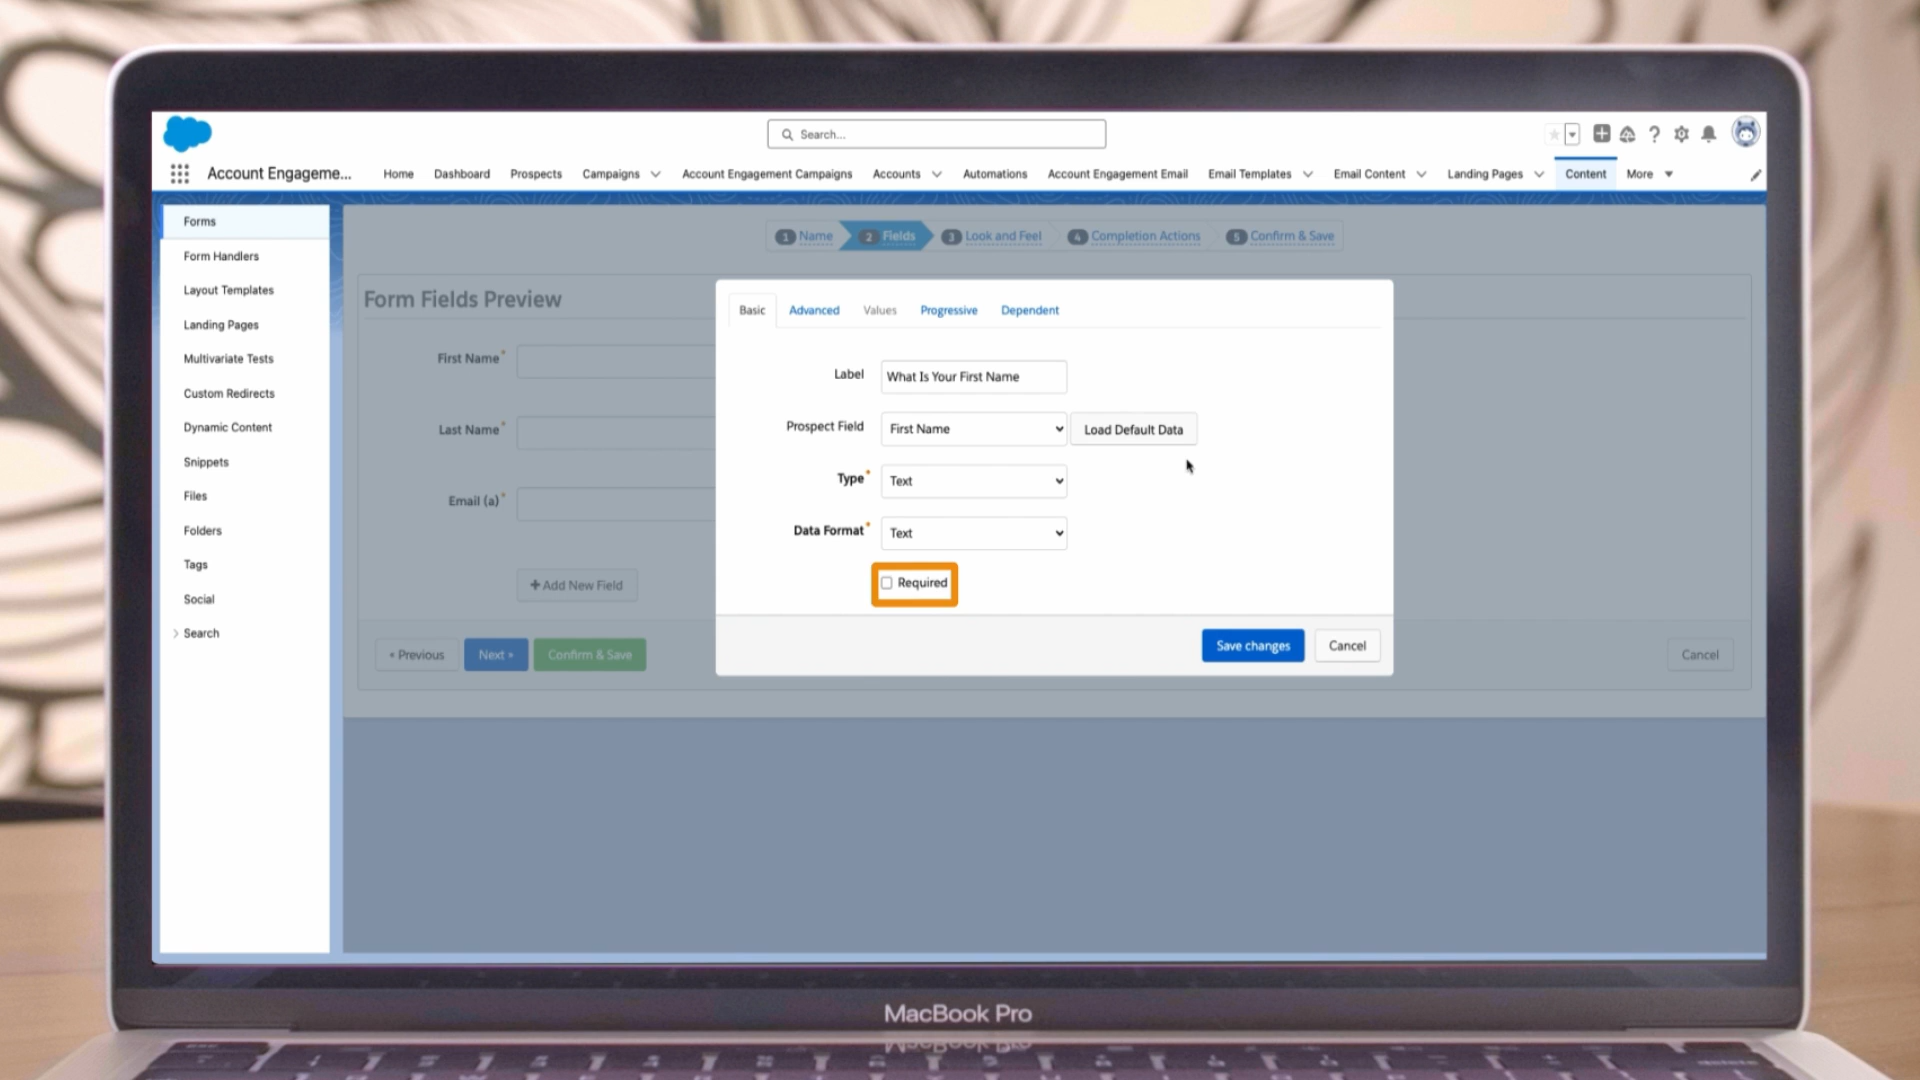 Search...
Account Engageme...
Home
Dashboard
Prospects
Campaigns
Account Engagement Campaigns
Accounts
Automations
Account Engagement Email
Email Templates
Email Content
Landing Pages
Content
More
Forms
Form Handlers
Layout Templates
Landing Pages
Multivariate Tests
Custom Redirects
Dynamic Content
Snippets
Files
Folders
Tags
Social
Search
1 Name
2 Fields
3 Look and Feel
4 Completion Actions
5 Confirm & Save
Form Fields Preview
First Name*
Last Name*
Email (a)*
+ Add New Field
« Previous
Next »
Confirm & Save
Cancel
Basic
Advanced
Values
Progressive
Dependent
Label
What Is Your First Name
Prospect Field
First Name
Load Default Data
Type*
Text
Data Format*
Text
Required
Save changes
Cancel
MacBook Pro